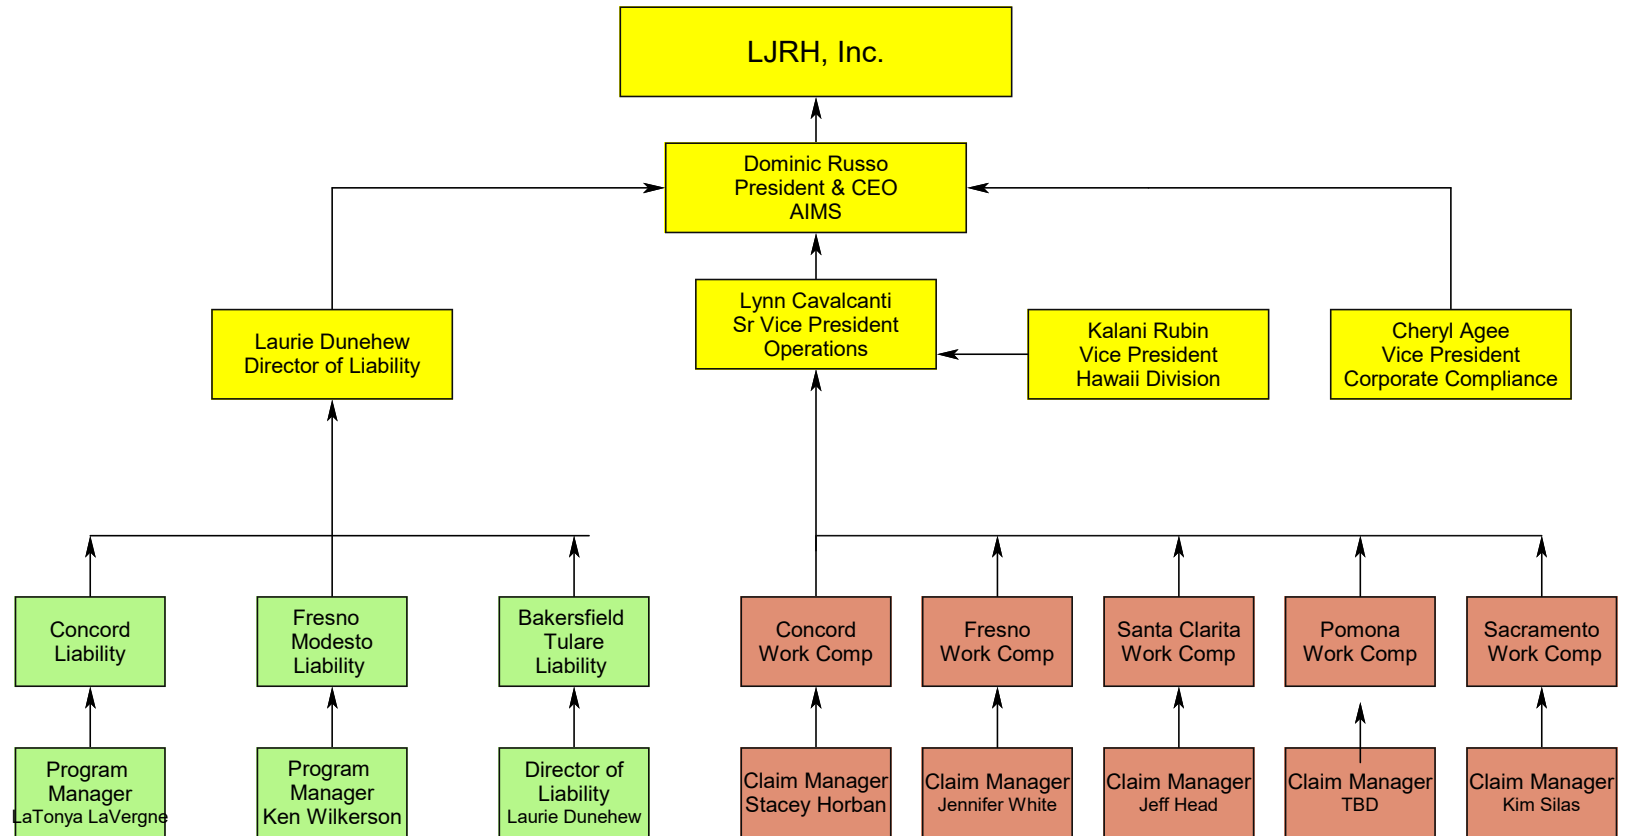 LJRH, Inc.
Dominic Russo
President & CEO
AIMS
Lynn Cavalcanti
Sr Vice President
Operations
Laurie Dunehew
Director of Liability
Kalani Rubin
Vice President
Hawaii Division
Cheryl Agee
Vice President
Corporate Compliance
Concord
Liability
Fresno
Modesto
Liability
Bakersfield
Tulare
Liability
Concord
Work Comp
Fresno
Work Comp
Santa Clarita
Work Comp
Pomona
Work Comp
Sacramento
Work Comp
Program
Manager
LaTonya LaVergne
Program
Manager
Ken Wilkerson
Director of
Liability
Laurie Dunehew
Claim Manager
Stacey Horban
Claim Manager
Jennifer White
Claim Manager
Jeff Head
Claim Manager
TBD
Claim Manager
Kim Silas